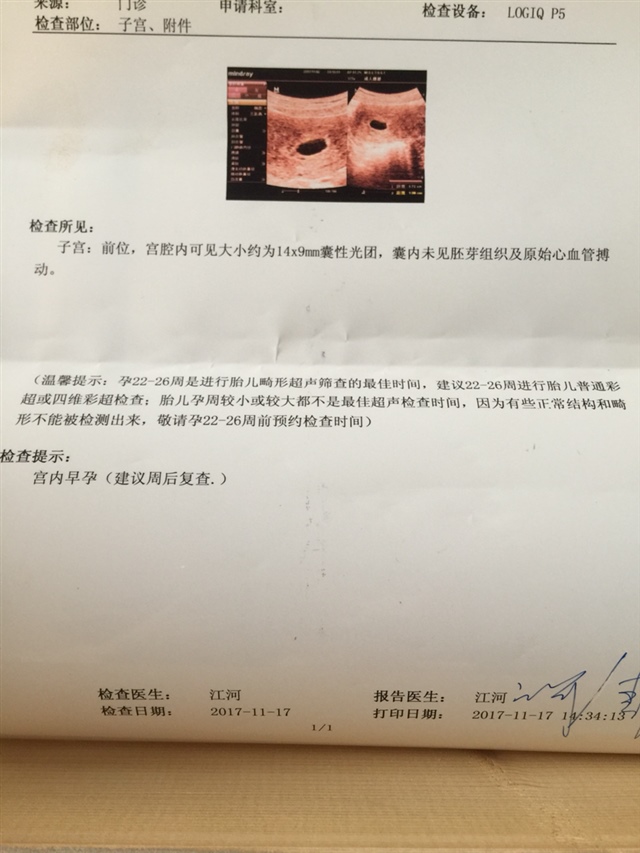 来源： 门诊 申请科室： 检查设备： LOGIQ P5
检查部位： 子宫、附件
mindray
检查所见：
子宫：前位，宫腔内可见大小约为14x9mm囊性光团，囊内未见胚芽组织及原始心血管搏
动。
（温馨提示：孕22-26周是进行胎儿畸形超声筛查的最佳时间，建议22-26周进行胎儿普通彩
超或四维彩超检查；胎儿孕周较小或较大都不是最佳超声检查时间，因为有些正常结构和畸
形不能被检测出来，敬请孕22-26周前预约检查时间）
检查提示：
宫内早孕（建议周后复查.）
检查医生： 江河 报告医生： 江河
检查日期： 2017-11-17 打印日期： 2017-11-17 14:34:13
1/1